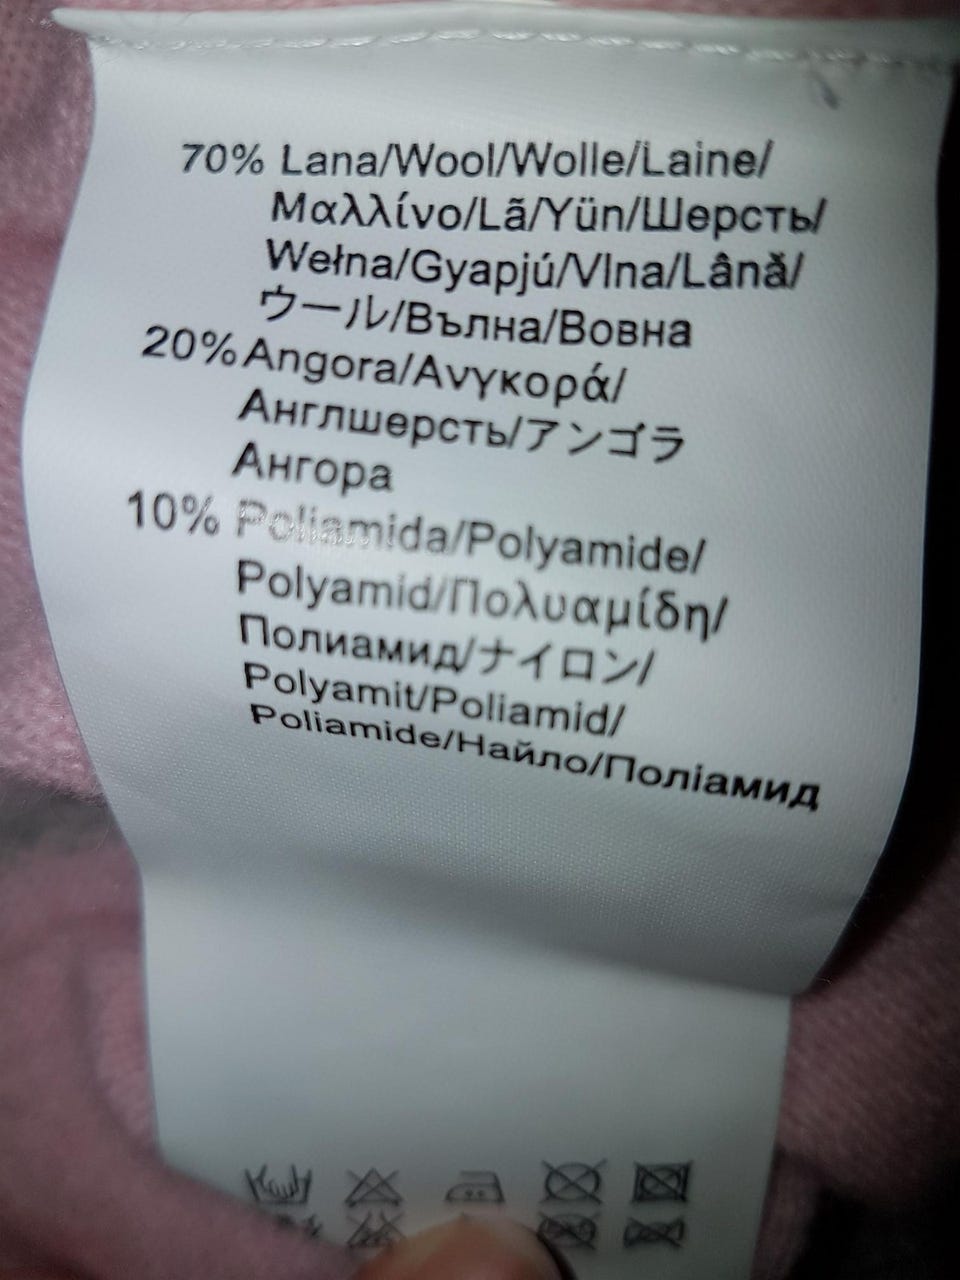 70% Lana/Wool/Wolle/Laine/
Μαλλίνο/Lã/Yün/Шерсть/
Wełna/Gyapjú/Vlna/Lână/
ウール/Вълна/Вовна
20% Angora/Ανγκορά/
Англшерсть/アンゴラ
Ангора
10% Poliamida/Polyamide/
Polyamid/Πολυαμίδη/
Полиамид/ナイロン/
Polyamit/Poliamid/
Poliamide/Найло/Поліамид